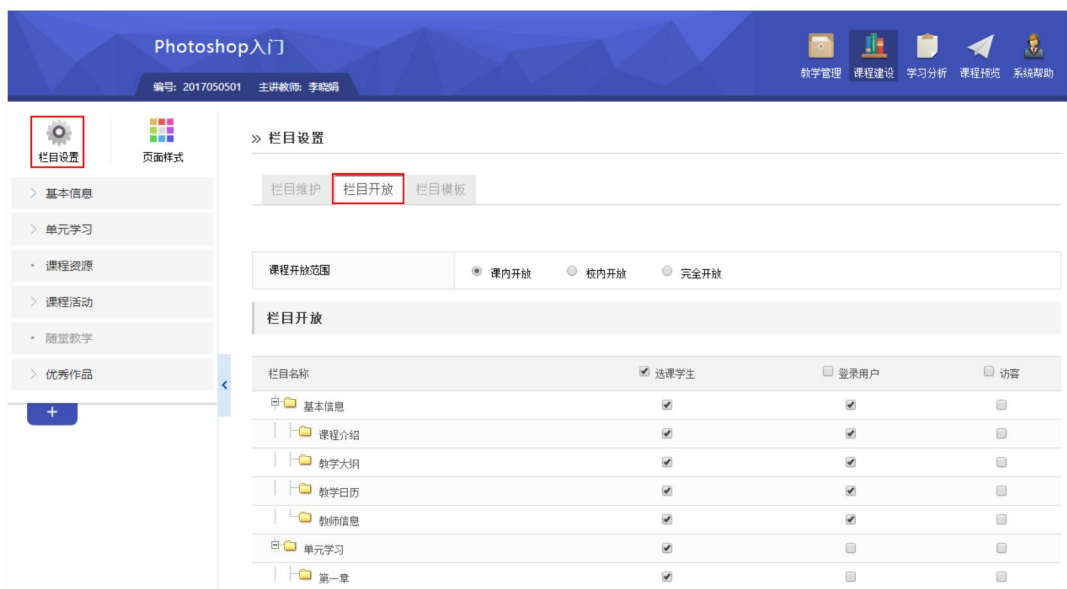 Photoshop入门
教学管理 课程建设 学习分析 课程预览 系统帮助
编号: 2017050501 主讲教师: 李晓娟
栏目设置 页面样式
» 栏目设置
栏目维护 栏目开放 栏目模板
基本信息
单元学习
课程资源
课程活动
随堂教学
优秀作品
+
课程开放范围 课内开放 校内开放 完全开放
栏目开放
栏目名称 选课学生 登录用户 访客
基本信息
课程介绍
教学大纲
教学日历
教师信息
单元学习
第一章